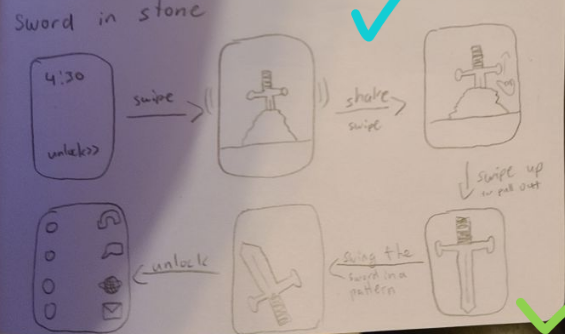 Sword in stone
4:30
unlock>>
swipe
shake
swipe
swipe up
or pull out
swing the
sword in a
pattern
unlock